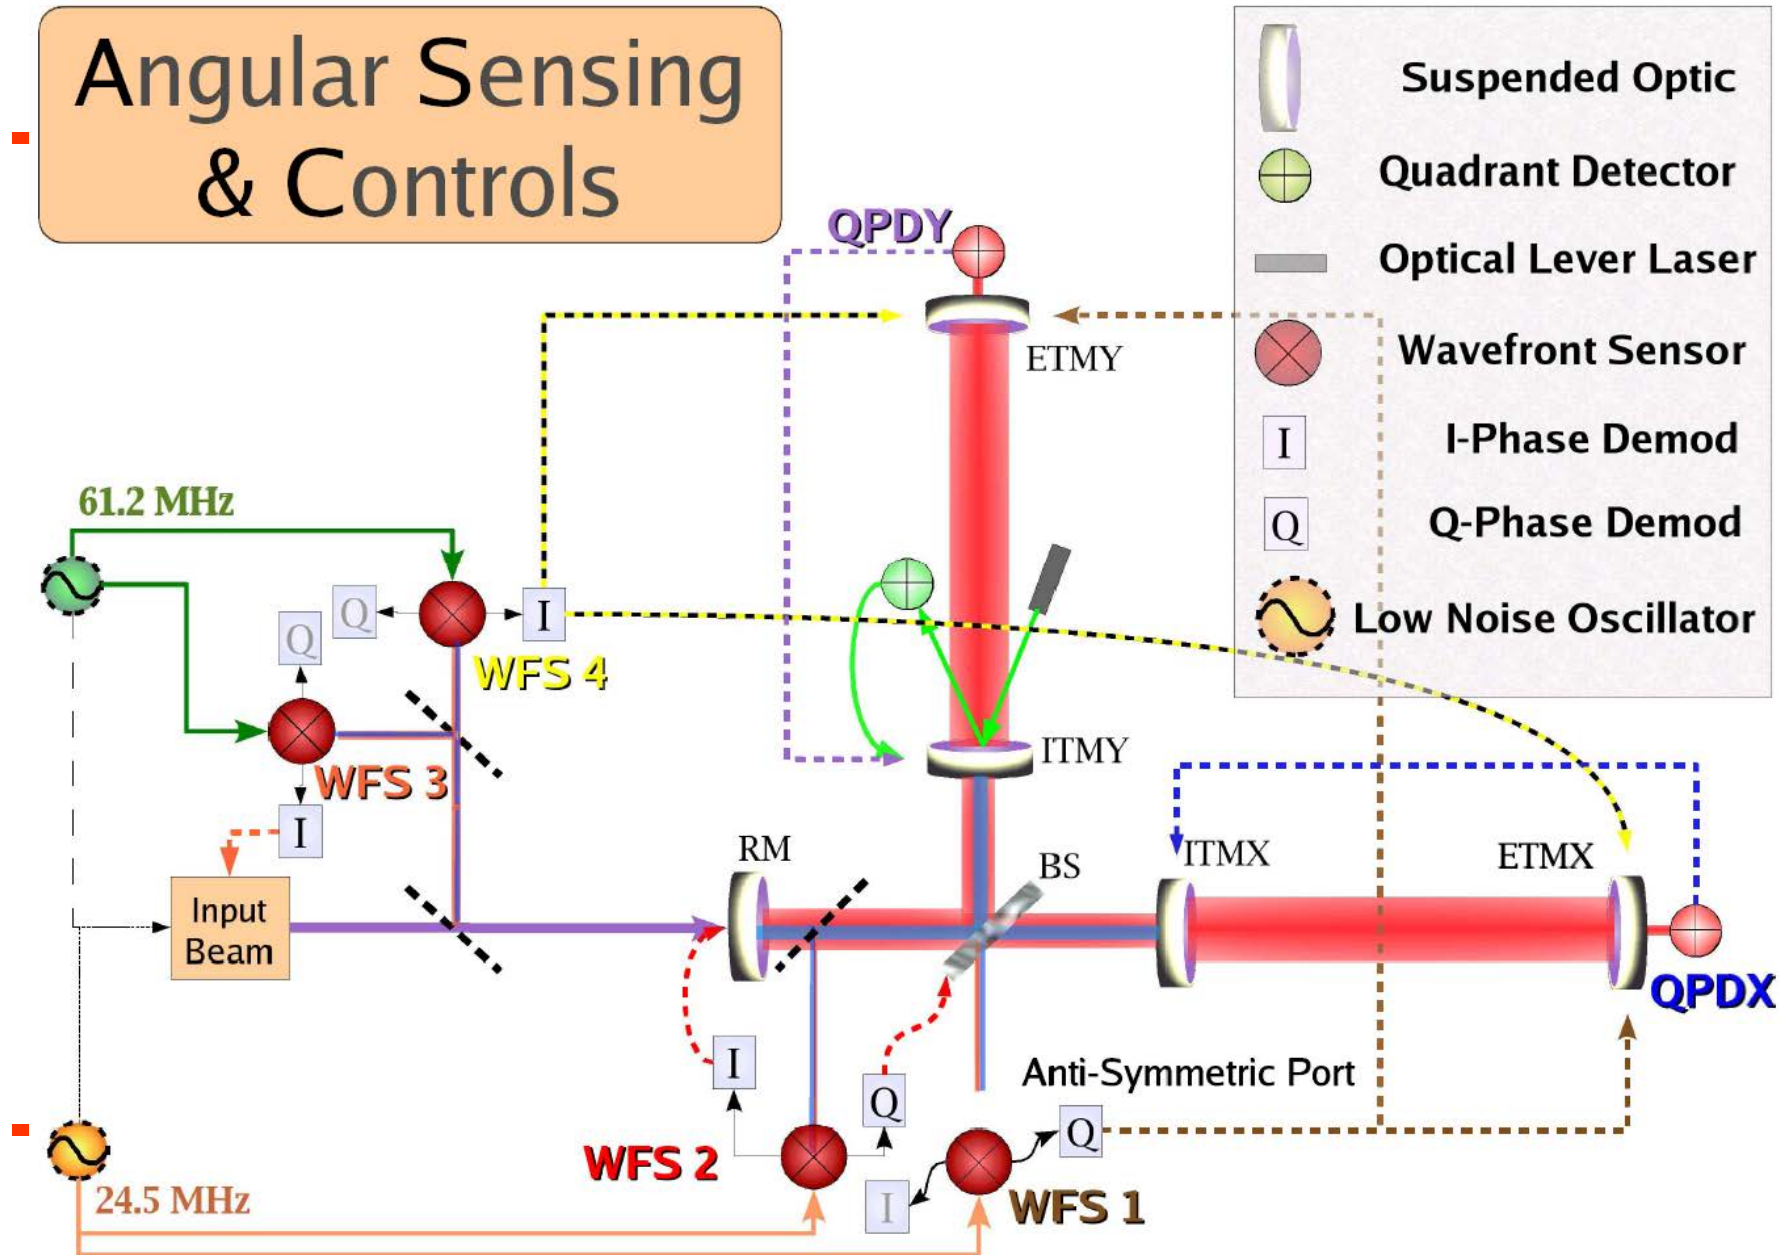 Angular Sensing
& Controls
Suspended Optic
Quadrant Detector
Optical Lever Laser
Wavefront Sensor
I
I-Phase Demod
Q
Q-Phase Demod
Low Noise Oscillator
QPDY
ETMY
61.2 MHz
Q
I
Q
WFS 4
WFS 3
ITMY
I
RM
BS
ITMX
ETMX
Input
Beam
QPDX
I
Q
Anti-Symmetric Port
Q
WFS 2
I
WFS 1
24.5 MHz